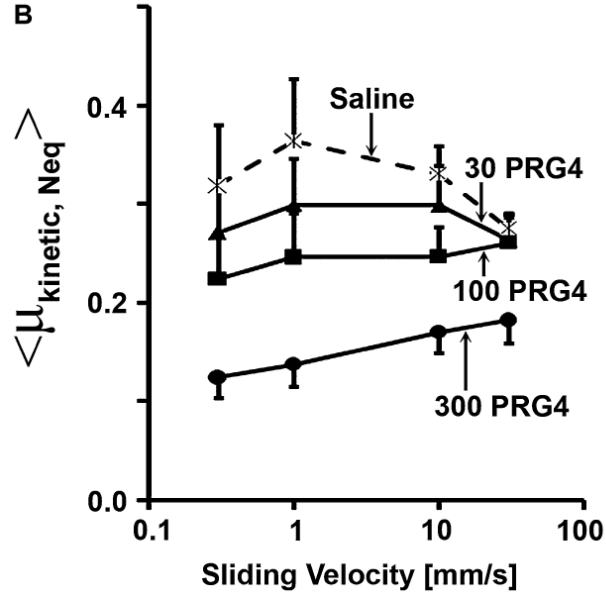 B
<μkinetic, Neq>
0.4
0.2
0.0
Saline
30 PRG4
100 PRG4
300 PRG4
0.1 1 10 100
Sliding Velocity [mm/s]